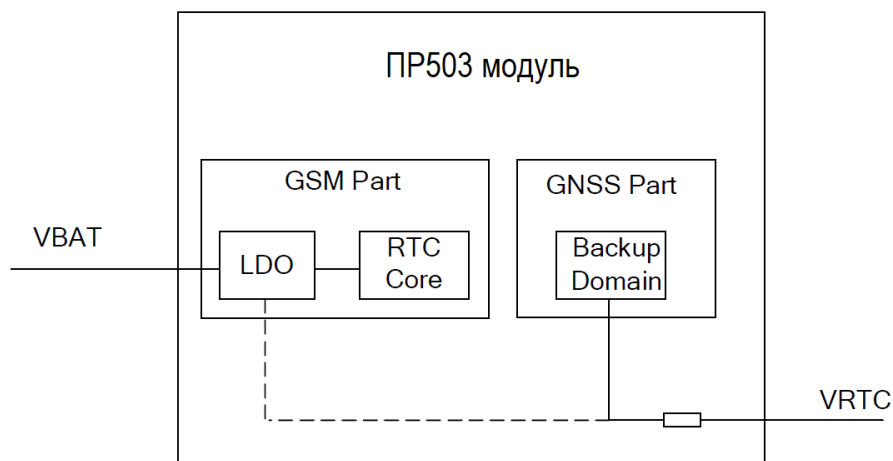 ПР503 модуль
GSM Part
GNSS Part
VBAT
LDO
RTC
Core
Backup
Domain
VRTC